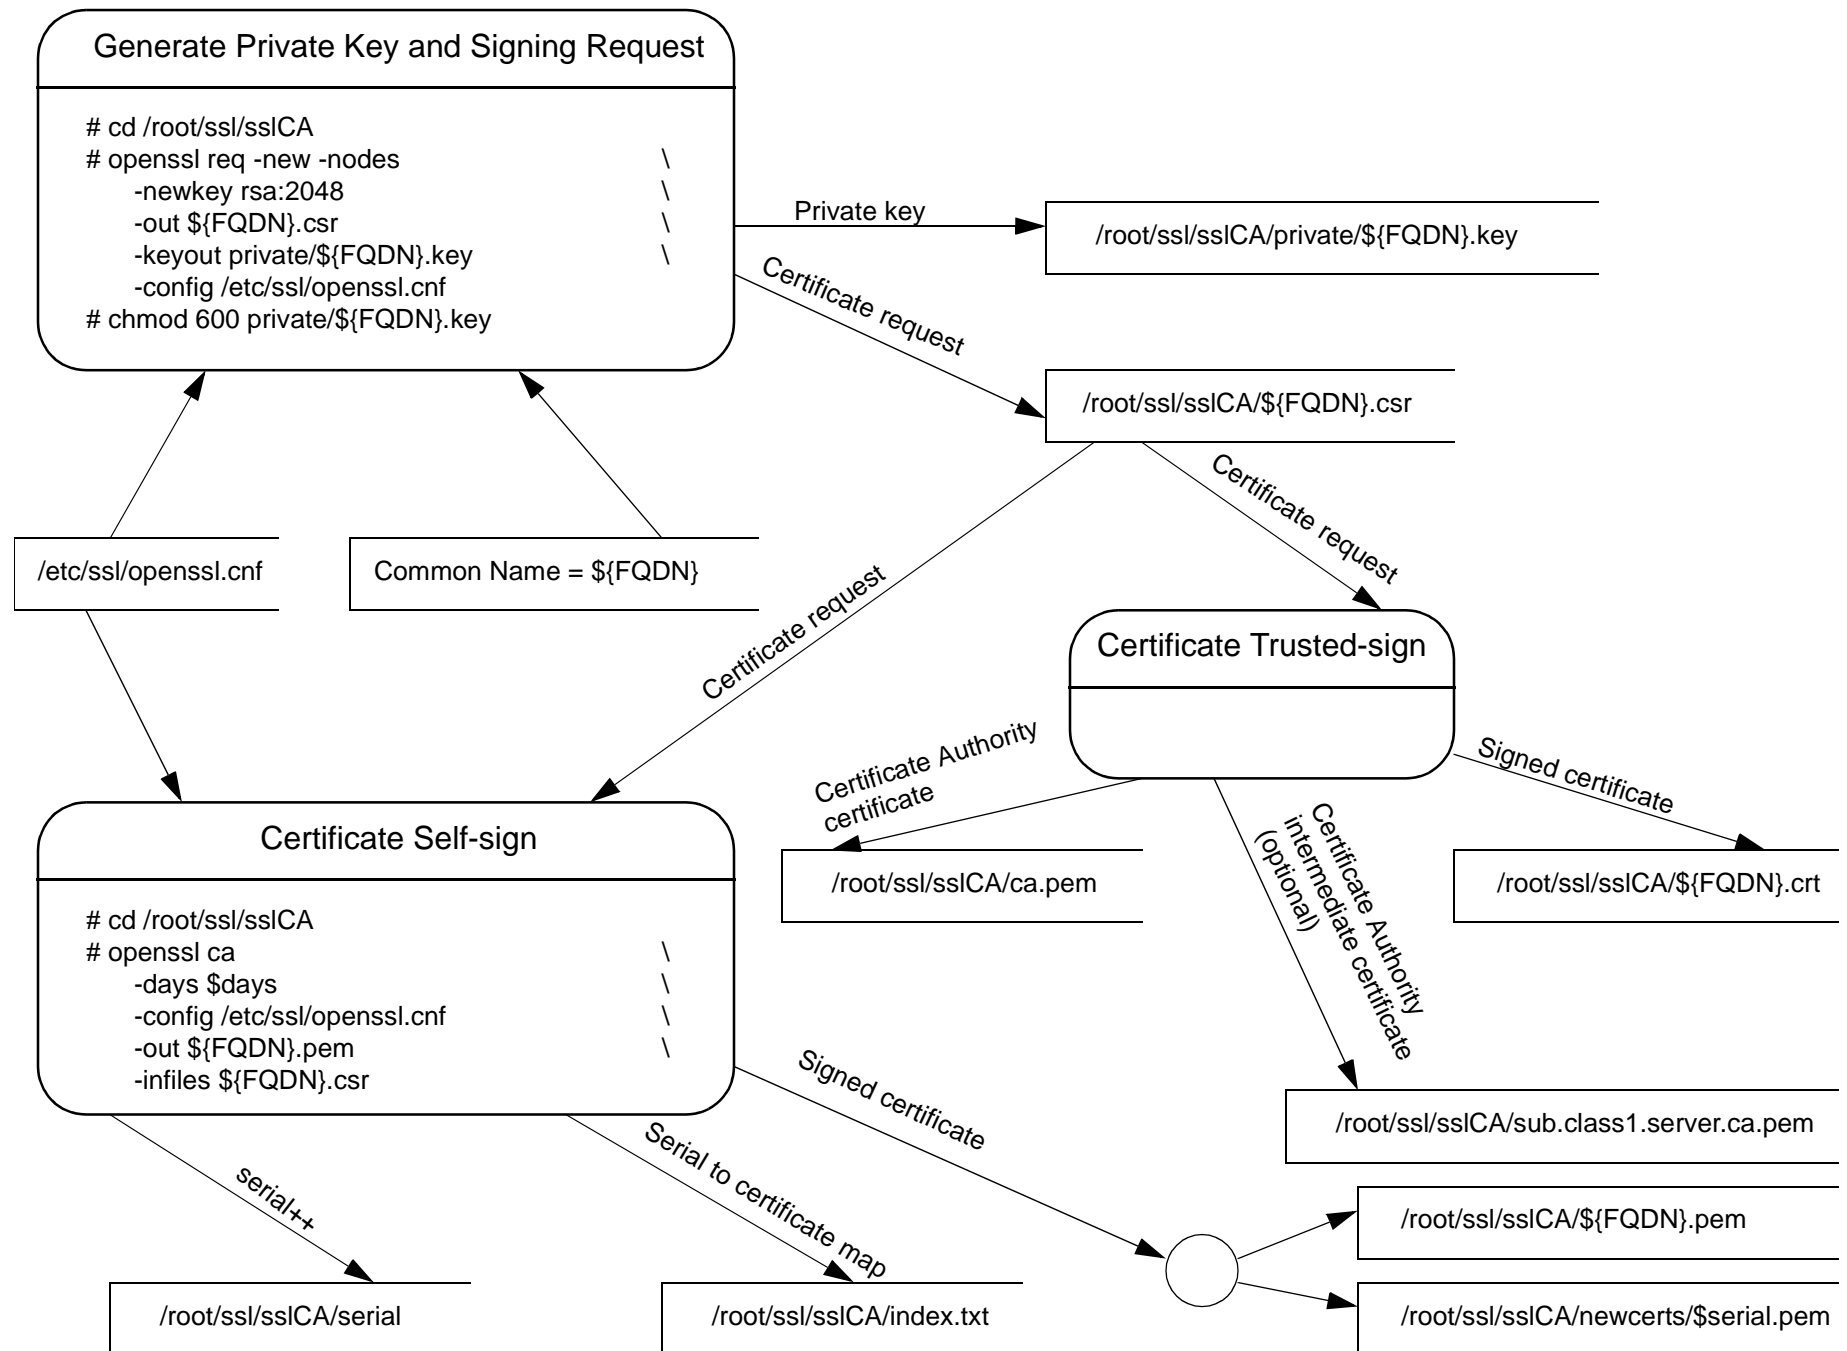 Generate Private Key and Signing Request
# cd /root/ssl/sslCA
# openssl req -new -nodes \
-newkey rsa:2048 \
-out ${FQDN}.csr \
-keyout private/${FQDN}.key \
-config /etc/ssl/openssl.cnf
# chmod 600 private/${FQDN}.key
Private key
/root/ssl/sslCA/private/${FQDN}.key
Certificate request
/root/ssl/sslCA/${FQDN}.csr
Certificate request
/etc/ssl/openssl.cnf
Common Name = ${FQDN}
Certificate request
Certificate Trusted-sign
Certificate Authority
certificate
Signed certificate
Certificate Authority
intermediate certificate
(optional)
/root/ssl/sslCA/ca.pem
/root/ssl/sslCA/${FQDN}.crt
Certificate Self-sign
# cd /root/ssl/sslCA
# openssl ca \
-days $days \
-config /etc/ssl/openssl.cnf \
-out ${FQDN}.pem \
-infiles ${FQDN}.csr
Signed certificate
/root/ssl/sslCA/sub.class1.server.ca.pem
serial++
Serial to certificate map
/root/ssl/sslCA/${FQDN}.pem
/root/ssl/sslCA/serial
/root/ssl/sslCA/index.txt
/root/ssl/sslCA/newcerts/$serial.pem